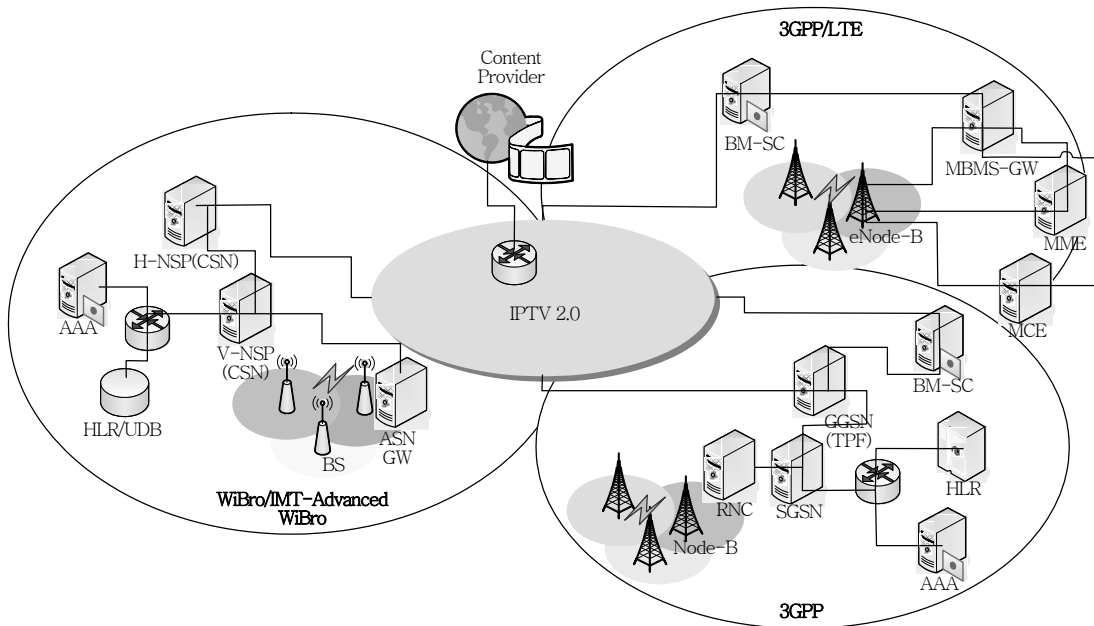 3GPP/LTE
Content
Provider
BM-SC
MBMS-GW
eNode-B
MME
MCE
H-NSP(CSN)
AAA
V-NSP
(CSN)
HLR/UDB
BS
ASN
GW
WiBro/IMT-Advanced
WiBro
IPTV 2.0
BM-SC
GGSN
(TPF)
HLR
RNC
SGSN
Node-B
AAA
3GPP